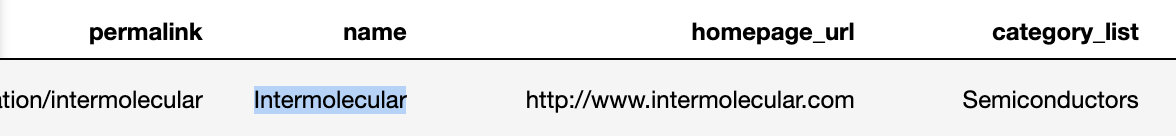 permalink name homepage_url category_list
ation/intermolecular Intermolecular http://www.intermolecular.com Semiconductors